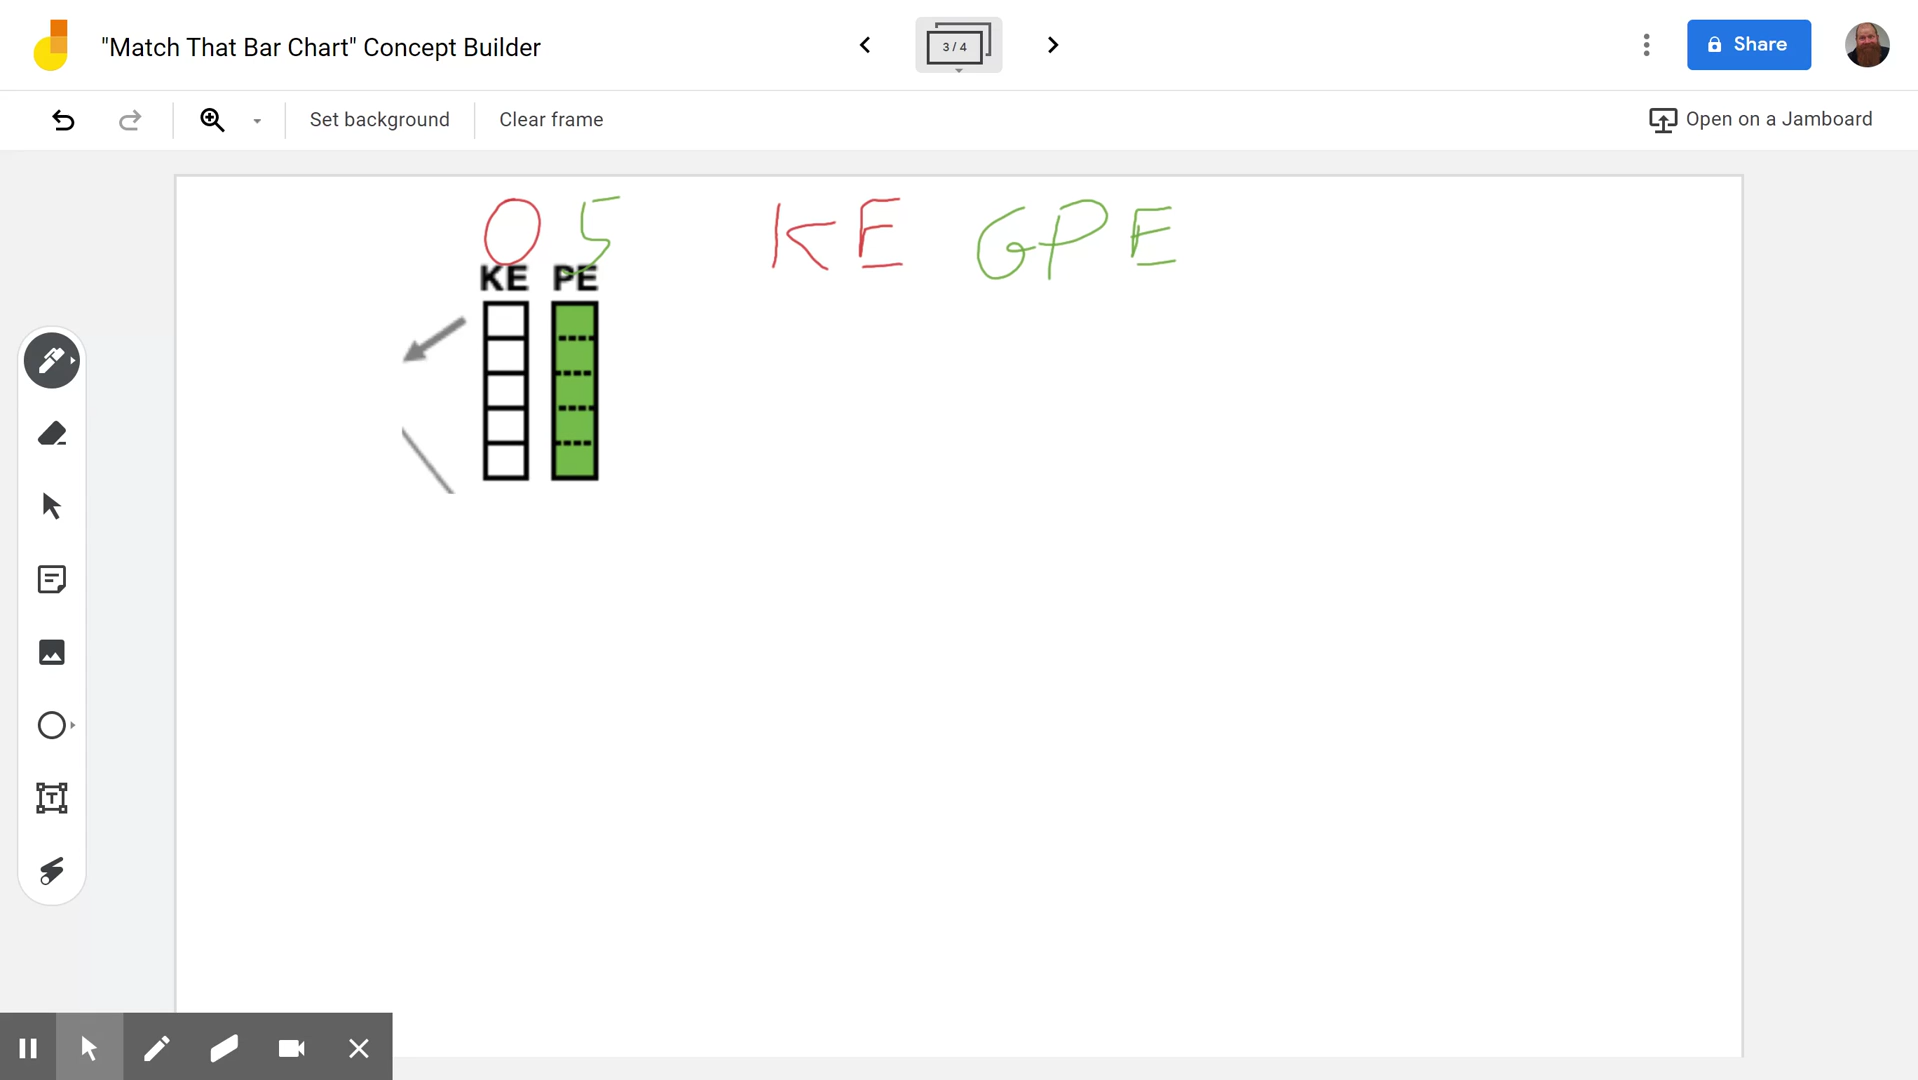 "Match That Bar Chart" Concept Builder
3 / 4
Share
Set background
Clear frame
Open on a Jamboard
0 5 KE GPE
KE PE
T